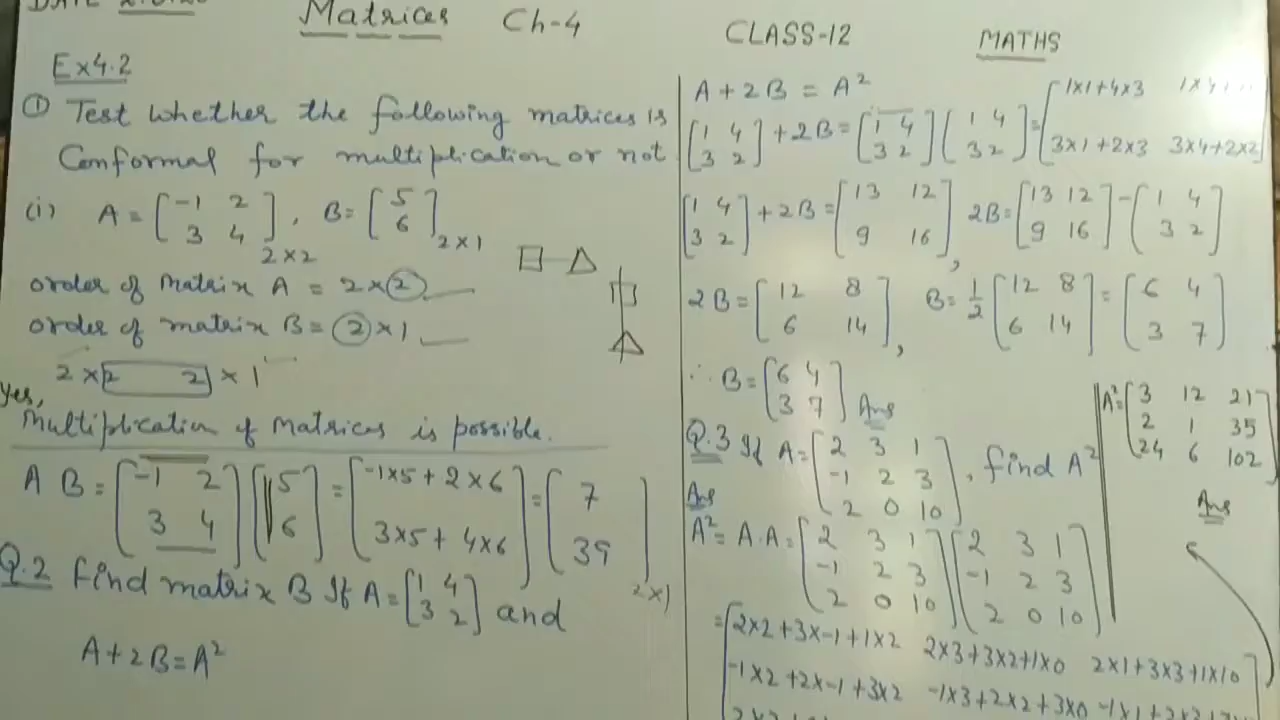 Matrices Ch-4 CLASS-12 MATHS
Ex4.2
① Test whether the following matrices is
Conformal for multiplication or not
(i) A = [-1 2; 3 4] 2×2 , B = [5; 6] 2×1
order of matrix A = 2×②
order of matrix B = ②×1
2×2 2×1
yes,
Multiplication of Matrices is possible.
A B = [-1 2; 3 4] [5; 6] = [-1×5 + 2×6; 3×5 + 4×6] = [7; 39] 2×1
Q.2 Find matrix B If A = [1 4; 3 2] and
A+2B=A²
A+2B = A²
[1 4; 3 2] + 2B = [1 4; 3 2] [1 4; 3 2] = [1×1+4×3 1×4+; 3×1+2×3 3×4+2×2]
[1 4; 3 2] + 2B = [13 12; 9 16], 2B = [13 12; 9 16] - [1 4; 3 2]
2B = [12 8; 6 14], B = 1/2 [12 8; 6 14] = [6 4; 3 7]
∴ B = [6 4; 3 7] Ans
Q.3 If A = [2 3 1; -1 2 3; 2 0 10], find A²
Ans
A² = A.A = [2 3 1; -1 2 3; 2 0 10] [2 3 1; -1 2 3; 2 0 10]
= [2×2+3×-1+1×2 2×3+3×2+1×0 2×1+3×3+1×10
-1×2+2×-1+3×2 -1×3+2×2+3×0
A² = [3 12 21; 2 1 35; 24 6 102]
Ans